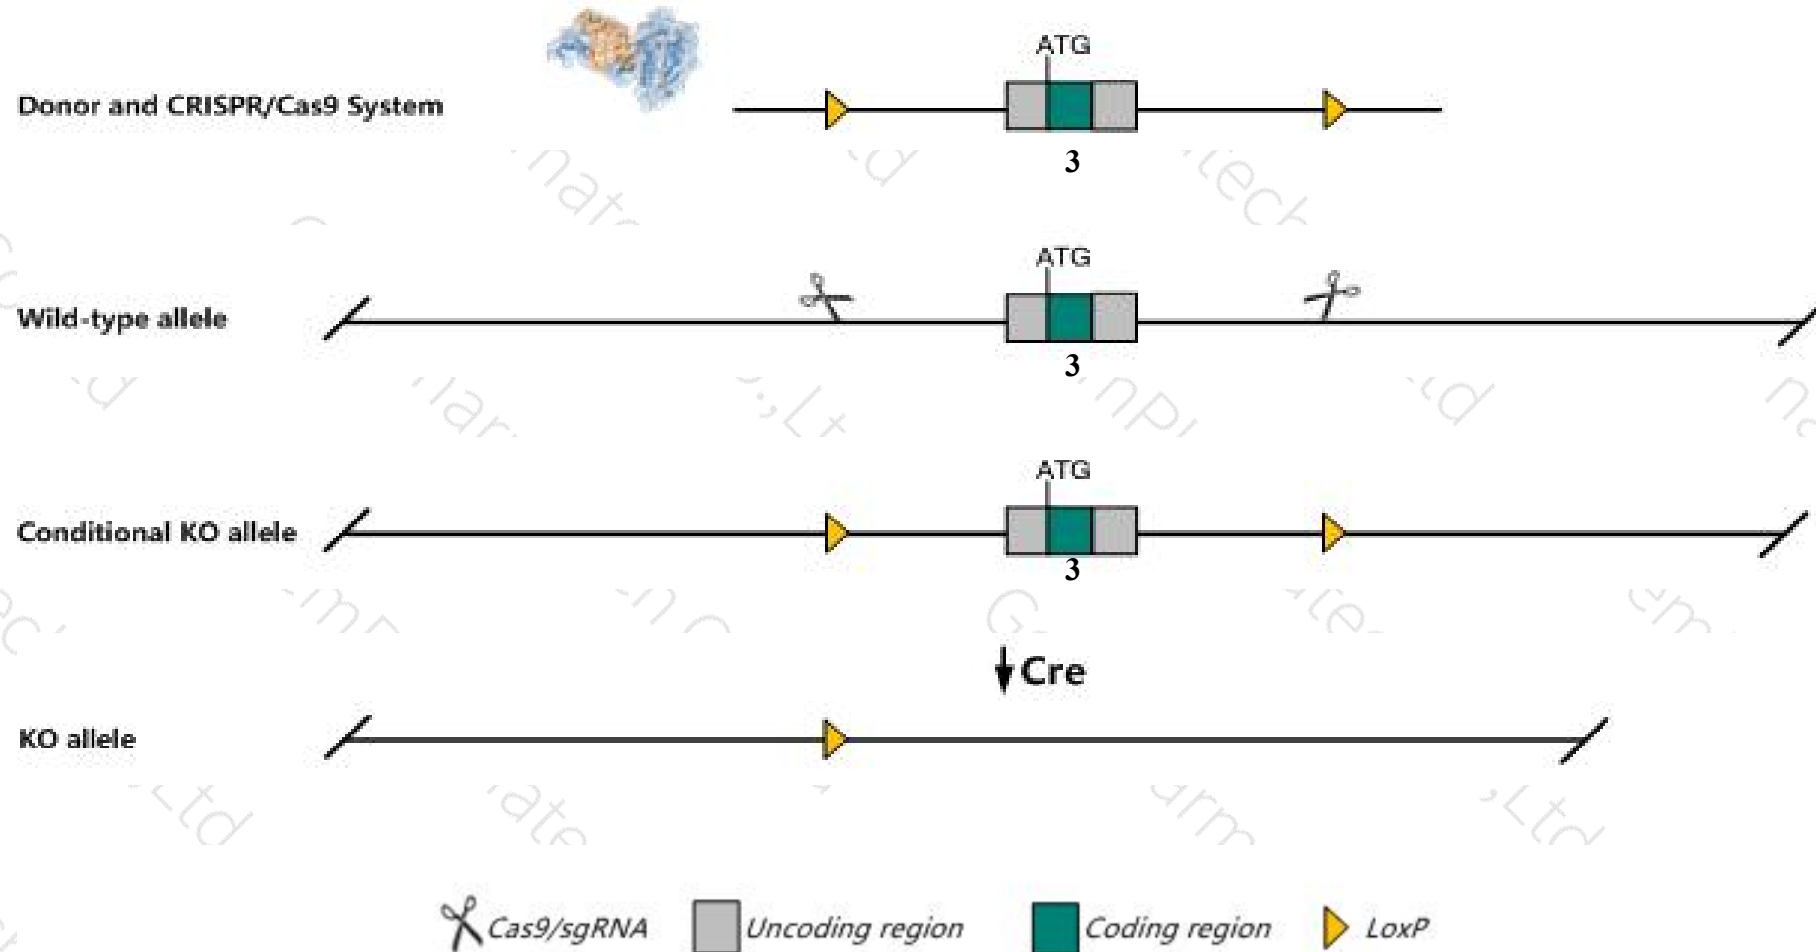 ATG
Donor and CRISPR/Cas9 System
3
ATG
Wild-type allele
3
ATG
Conditional KO allele
3
Cre
KO allele
Cas9/sgRNA Uncoding region Coding region LoxP